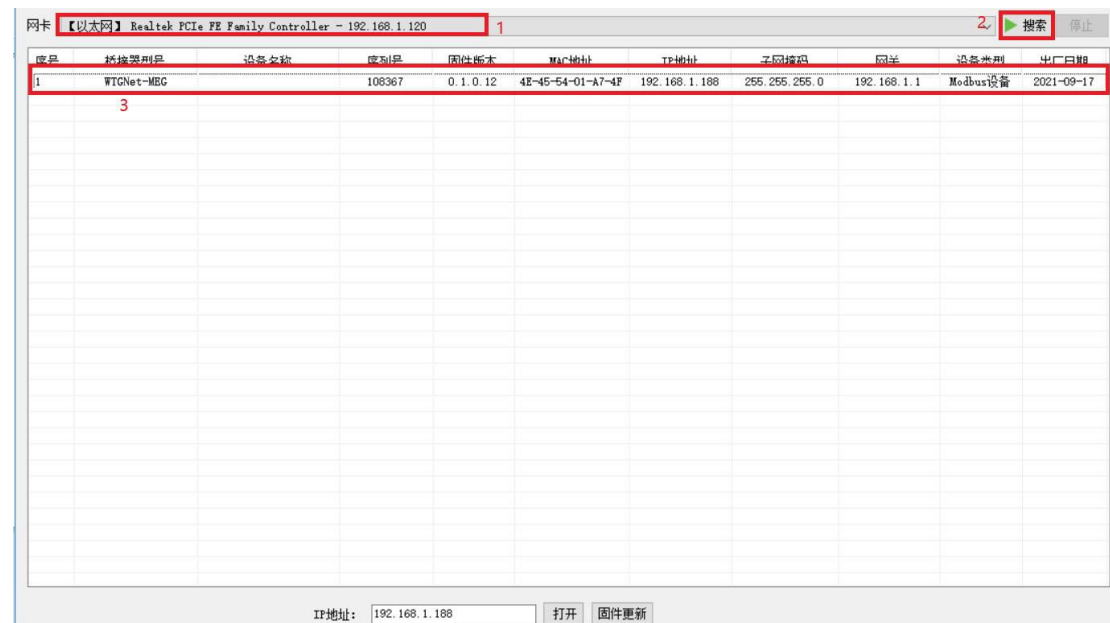 网卡 【以太网】 Realtek PCIe FE Family Controller - 192.168.1.120 1 2 搜索 停止
序号 桥接器型号 设备名称 序列号 固件版本 MAC地址 IP地址 子网掩码 网关 设备类型 出厂日期
1 WTGNet-MEG 108367 0.1.0.12 4E-45-54-01-A7-4F 192.168.1.188 255.255.255.0 192.168.1.1 Modbus设备 2021-09-17
3
IP地址: 192.168.1.188 打开 固件更新